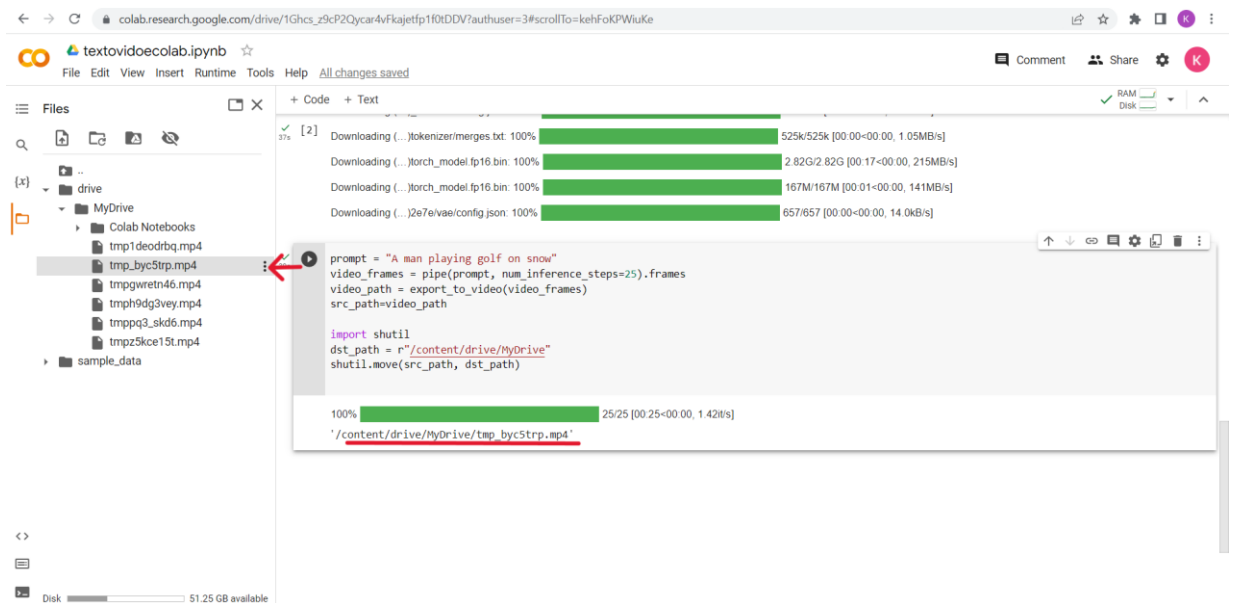 colab.research.google.com/drive/1Ghcs_z9cP2Qycar4vFkajetfp1f0tDDV?authuser=3#scrollTo=kehFoKPWiuKe
K
CO
textovidoecolab.ipynb
File Edit View Insert Runtime Tools Help All changes saved
Comment
Share
K
Files
+ Code + Text
RAM
Disk
..
drive
MyDrive
Colab Notebooks
tmp1deodrbq.mp4
tmp_byc5trp.mp4
tmpgwretn46.mp4
tmph9dg3vey.mp4
tmppq3_skd6.mp4
tmpz5kce15t.mp4
sample_data
{x}
<>
Disk 51.25 GB available
37s [2]
Downloading (…)tokenizer/merges.txt: 100% 525k/525k [00:00<00:00, 1.05MB/s]
Downloading (…)torch_model.fp16.bin: 100% 2.82G/2.82G [00:17<00:00, 215MB/s]
Downloading (…)torch_model.fp16.bin: 100% 167M/167M [00:01<00:00, 141MB/s]
Downloading (…)2e7e/vae/config.json: 100% 657/657 [00:00<00:00, 14.0kB/s]
prompt = "A man playing golf on snow"
video_frames = pipe(prompt, num_inference_steps=25).frames
video_path = export_to_video(video_frames)
src_path=video_path
import shutil
dst_path = r"/content/drive/MyDrive"
shutil.move(src_path, dst_path)
100% 25/25 [00:25<00:00, 1.42it/s]
'/content/drive/MyDrive/tmp_byc5trp.mp4'